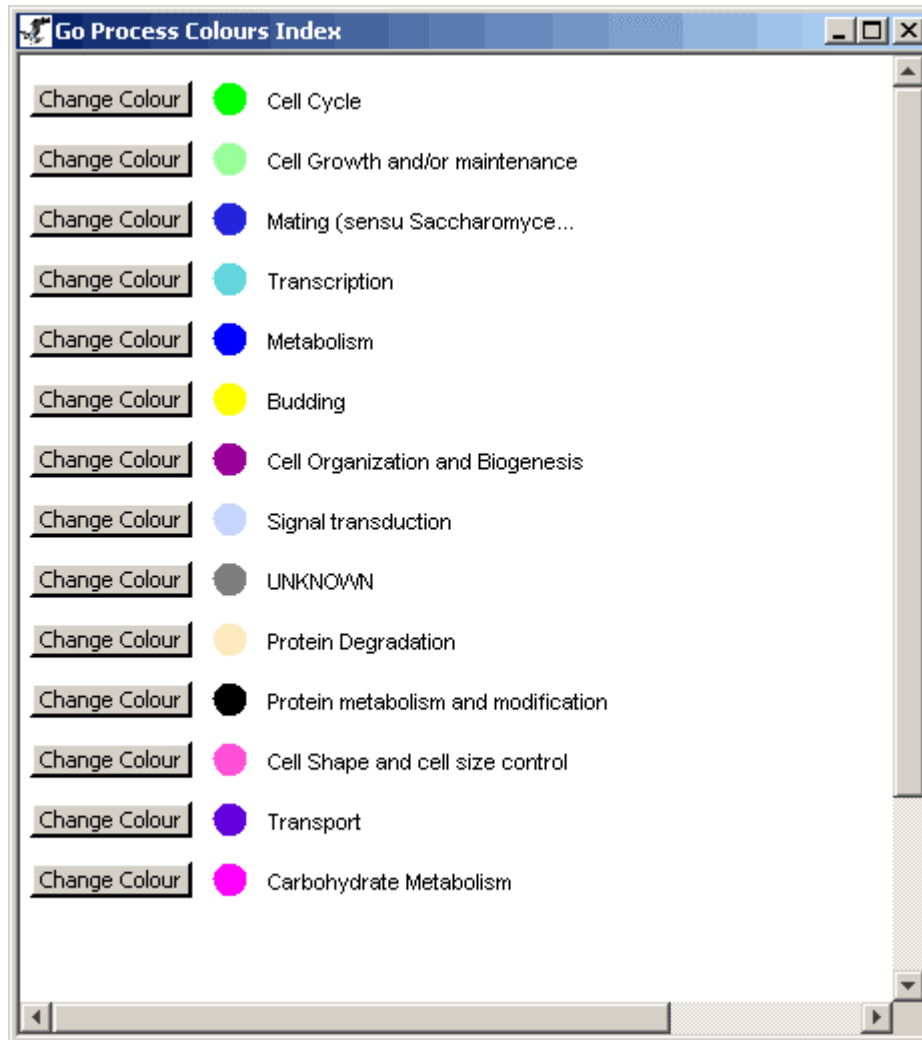 Go Process Colours Index
Change Colour Cell Cycle
Change Colour Cell Growth and/or maintenance
Change Colour Mating (sensu Saccharomyce...
Change Colour Transcription
Change Colour Metabolism
Change Colour Budding
Change Colour Cell Organization and Biogenesis
Change Colour Signal transduction
Change Colour UNKNOWN
Change Colour Protein Degradation
Change Colour Protein metabolism and modification
Change Colour Cell Shape and cell size control
Change Colour Transport
Change Colour Carbohydrate Metabolism